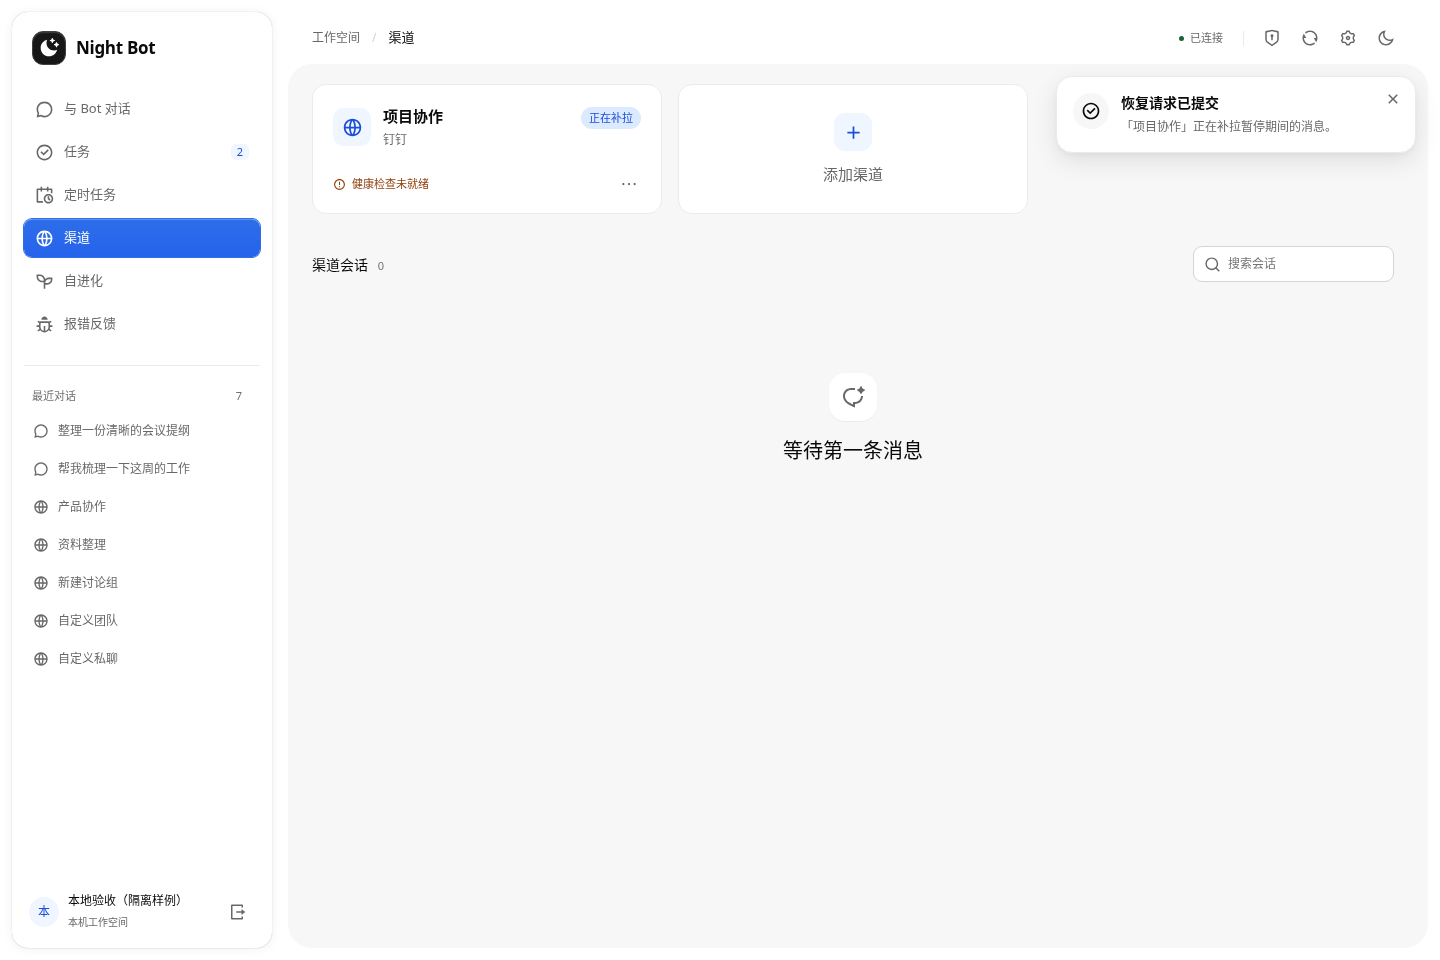 Night Bot
与 Bot 对话
任务
2
定时任务
渠道
自进化
报错反馈
最近对话
7
整理一份清晰的会议提纲
帮我梳理一下这周的工作
产品协作
资料整理
新建讨论组
自定义团队
自定义私聊
本
本地验收（隔离样例）
本机工作空间
工作空间 / 渠道
已连接
项目协作
正在补拉
钉钉
健康检查未就绪
添加渠道
恢复请求已提交
「项目协作」正在补拉暂停期间的消息。
渠道会话 0
搜索会话
等待第一条消息